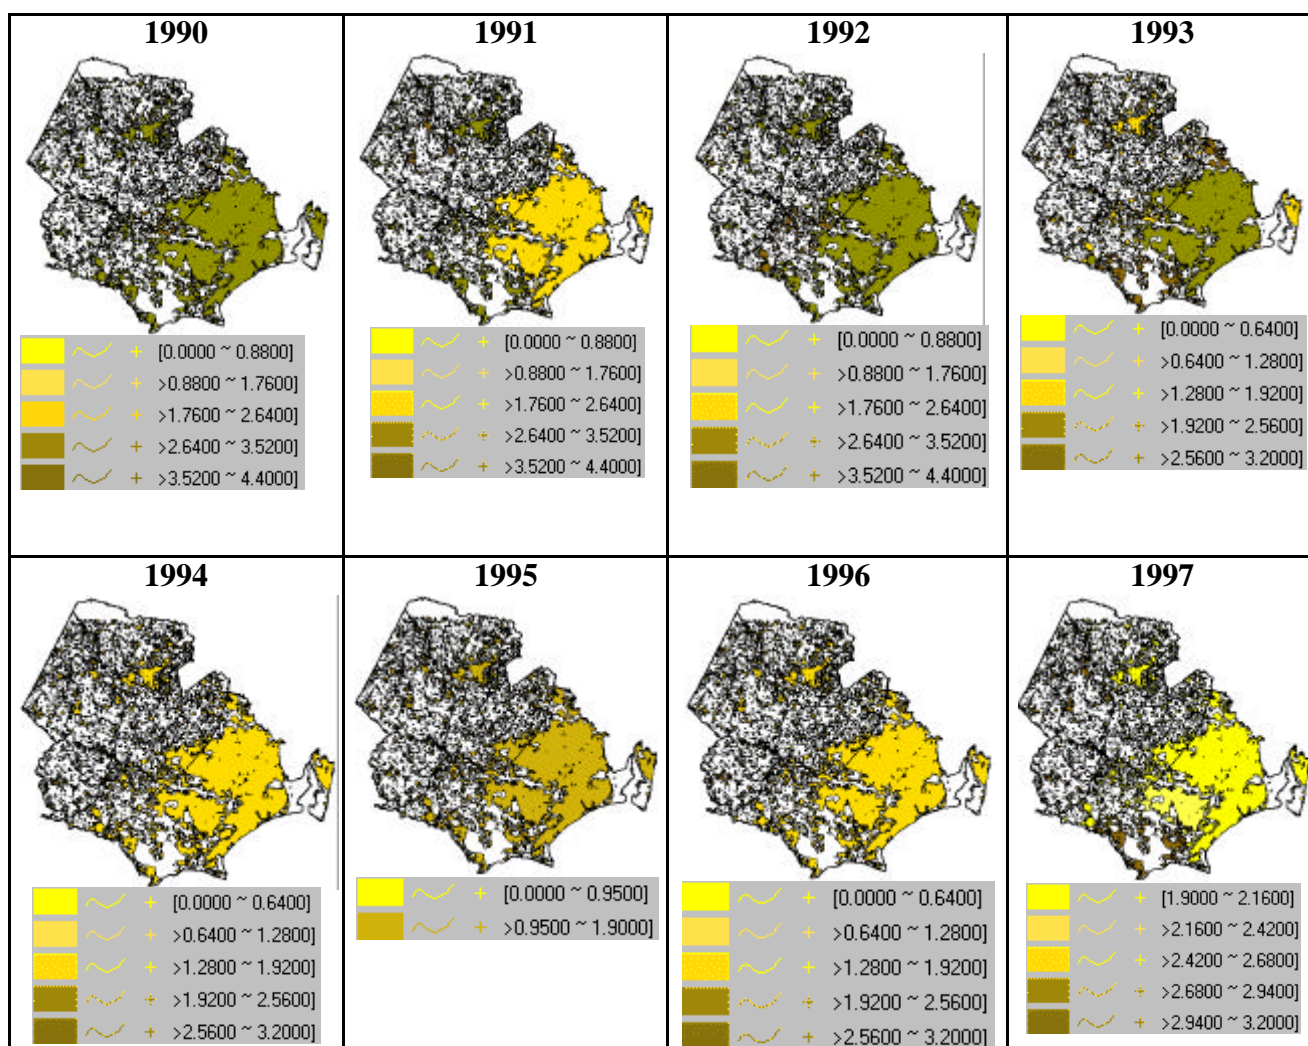 1990
[0.0000 ~ 0.8800]
>0.8800 ~ 1.7600]
>1.7600 ~ 2.6400]
>2.6400 ~ 3.5200]
>3.5200 ~ 4.4000]
1991
[0.0000 ~ 0.8800]
>0.8800 ~ 1.7600]
>1.7600 ~ 2.6400]
>2.6400 ~ 3.5200]
>3.5200 ~ 4.4000]
1992
[0.0000 ~ 0.8800]
>0.8800 ~ 1.7600]
>1.7600 ~ 2.6400]
>2.6400 ~ 3.5200]
>3.5200 ~ 4.4000]
1993
[0.0000 ~ 0.6400]
>0.6400 ~ 1.2800]
>1.2800 ~ 1.9200]
>1.9200 ~ 2.5600]
>2.5600 ~ 3.2000]
1994
[0.0000 ~ 0.6400]
>0.6400 ~ 1.2800]
>1.2800 ~ 1.9200]
>1.9200 ~ 2.5600]
>2.5600 ~ 3.2000]
1995
[0.0000 ~ 0.9500]
>0.9500 ~ 1.9000]
1996
[0.0000 ~ 0.6400]
>0.6400 ~ 1.2800]
>1.2800 ~ 1.9200]
>1.9200 ~ 2.5600]
>2.5600 ~ 3.2000]
1997
[1.9000 ~ 2.1600]
>2.1600 ~ 2.4200]
>2.4200 ~ 2.6800]
>2.6800 ~ 2.9400]
>2.9400 ~ 3.2000]